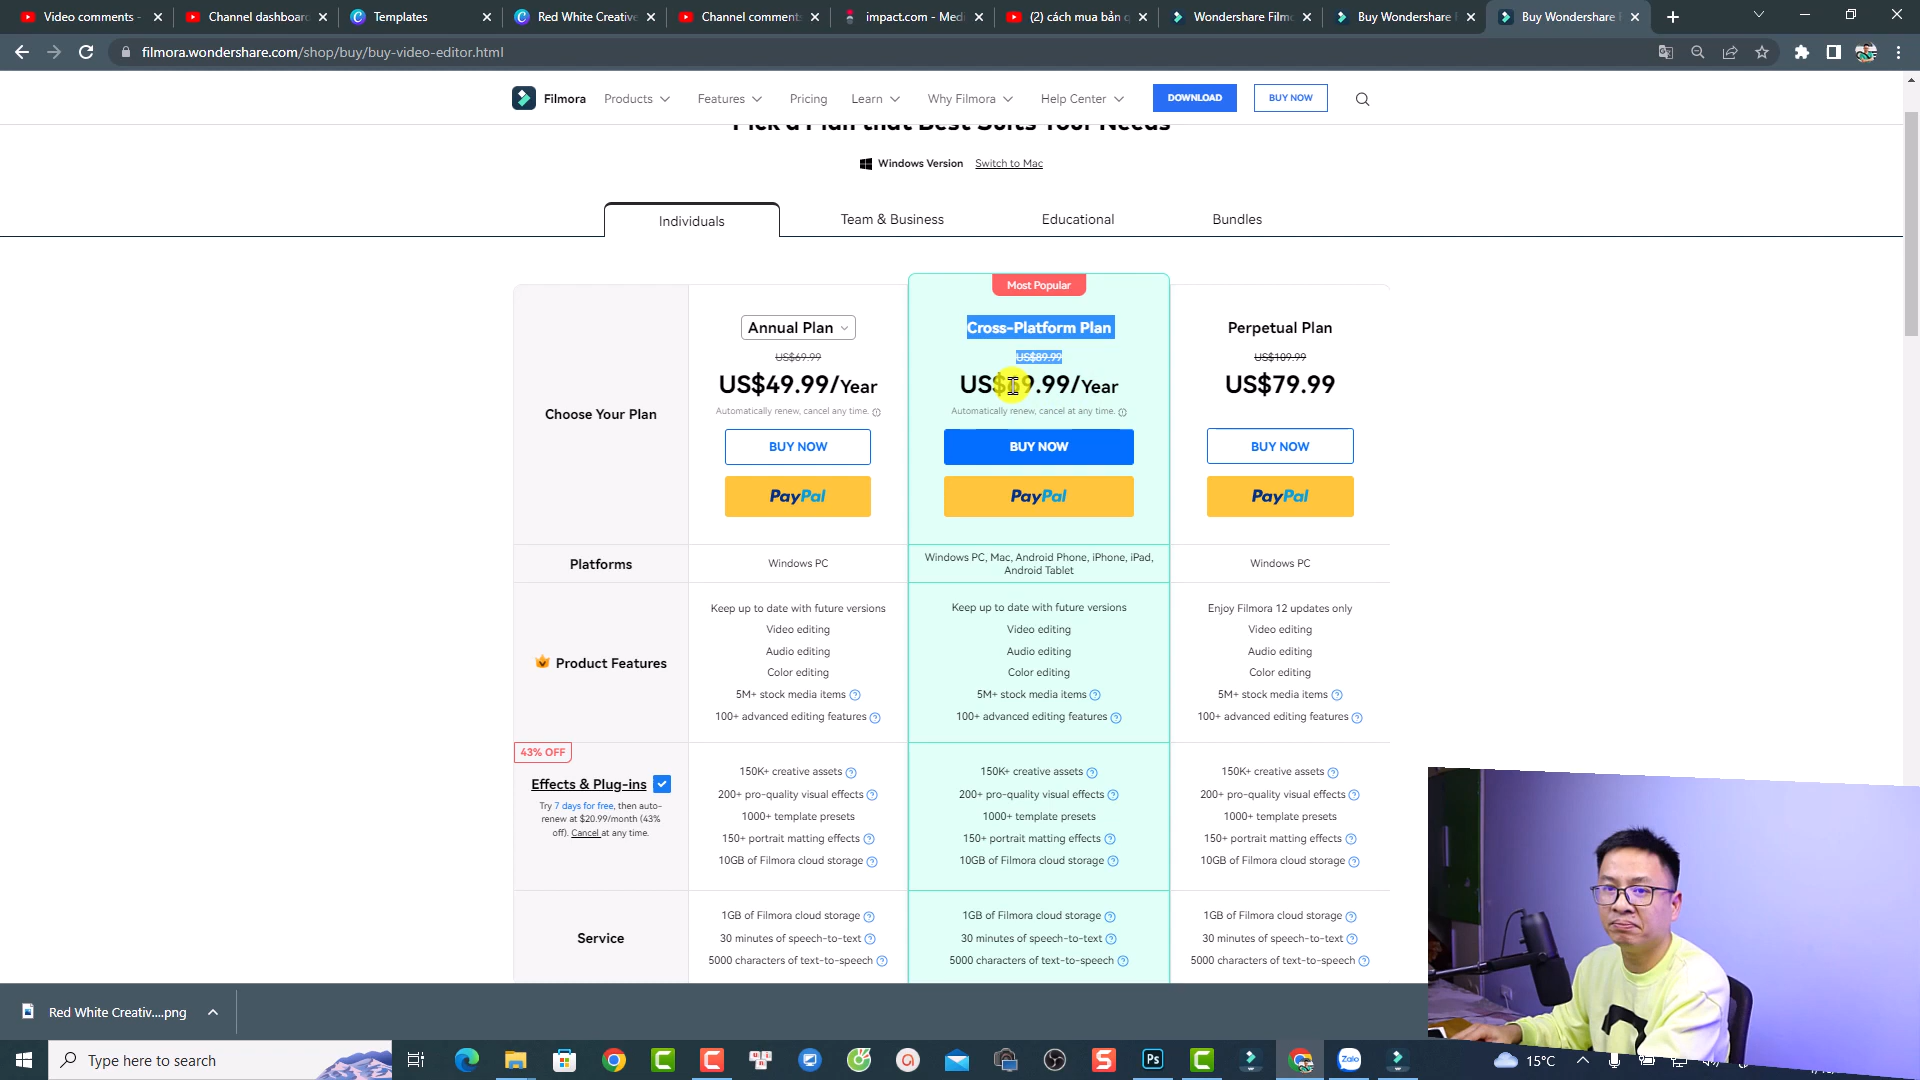 Video comments -
Channel dashboard
Templates
Red White Creative
Channel comments
impact.com - Medi
(2) cách mua bản q
Wondershare Film
Buy Wondershare
Buy Wondershare
filmora.wondershare.com/shop/buy/buy-video-editor.html
Filmora
Products
Features
Pricing
Learn
Why Filmora
Help Center
DOWNLOAD
BUY NOW
Pick a Plan that Best Suits Your Needs
Windows Version Switch to Mac
Individuals
Team & Business
Educational
Bundles
Most Popular
Choose Your Plan
Annual Plan
US$69.99
US$49.99/Year
Automatically renew, cancel any time.
BUY NOW
PayPal
Cross-Platform Plan
US$89.99
US$59.99/Year
Automatically renew, cancel at any time.
BUY NOW
PayPal
Perpetual Plan
US$109.99
US$79.99
BUY NOW
PayPal
Platforms
Windows PC
Windows PC, Mac, Android Phone, iPhone, iPad,
Android Tablet
Windows PC
Product Features
Keep up to date with future versions
Video editing
Audio editing
Color editing
5M+ stock media items
100+ advanced editing features
Keep up to date with future versions
Video editing
Audio editing
Color editing
5M+ stock media items
100+ advanced editing features
Enjoy Filmora 12 updates only
Video editing
Audio editing
Color editing
5M+ stock media items
100+ advanced editing features
43% OFF
Effects & Plug-ins
Try 7 days for free, then auto-
renew at $20.99/month (43%
off). Cancel at any time.
150K+ creative assets
200+ pro-quality visual effects
1000+ template presets
150+ portrait matting effects
10GB of Filmora cloud storage
150K+ creative assets
200+ pro-quality visual effects
1000+ template presets
150+ portrait matting effects
10GB of Filmora cloud storage
150K+ creative assets
200+ pro-quality visual effects
1000+ template presets
150+ portrait matting effects
10GB of Filmora cloud storage
Service
1GB of Filmora cloud storage
30 minutes of speech-to-text
5000 characters of text-to-speech
1GB of Filmora cloud storage
30 minutes of speech-to-text
5000 characters of text-to-speech
1GB of Filmora cloud storage
30 minutes of speech-to-text
5000 characters of text-to-speech
Red White Creativ....png
Type here to search
Ps
Zalo
15°C